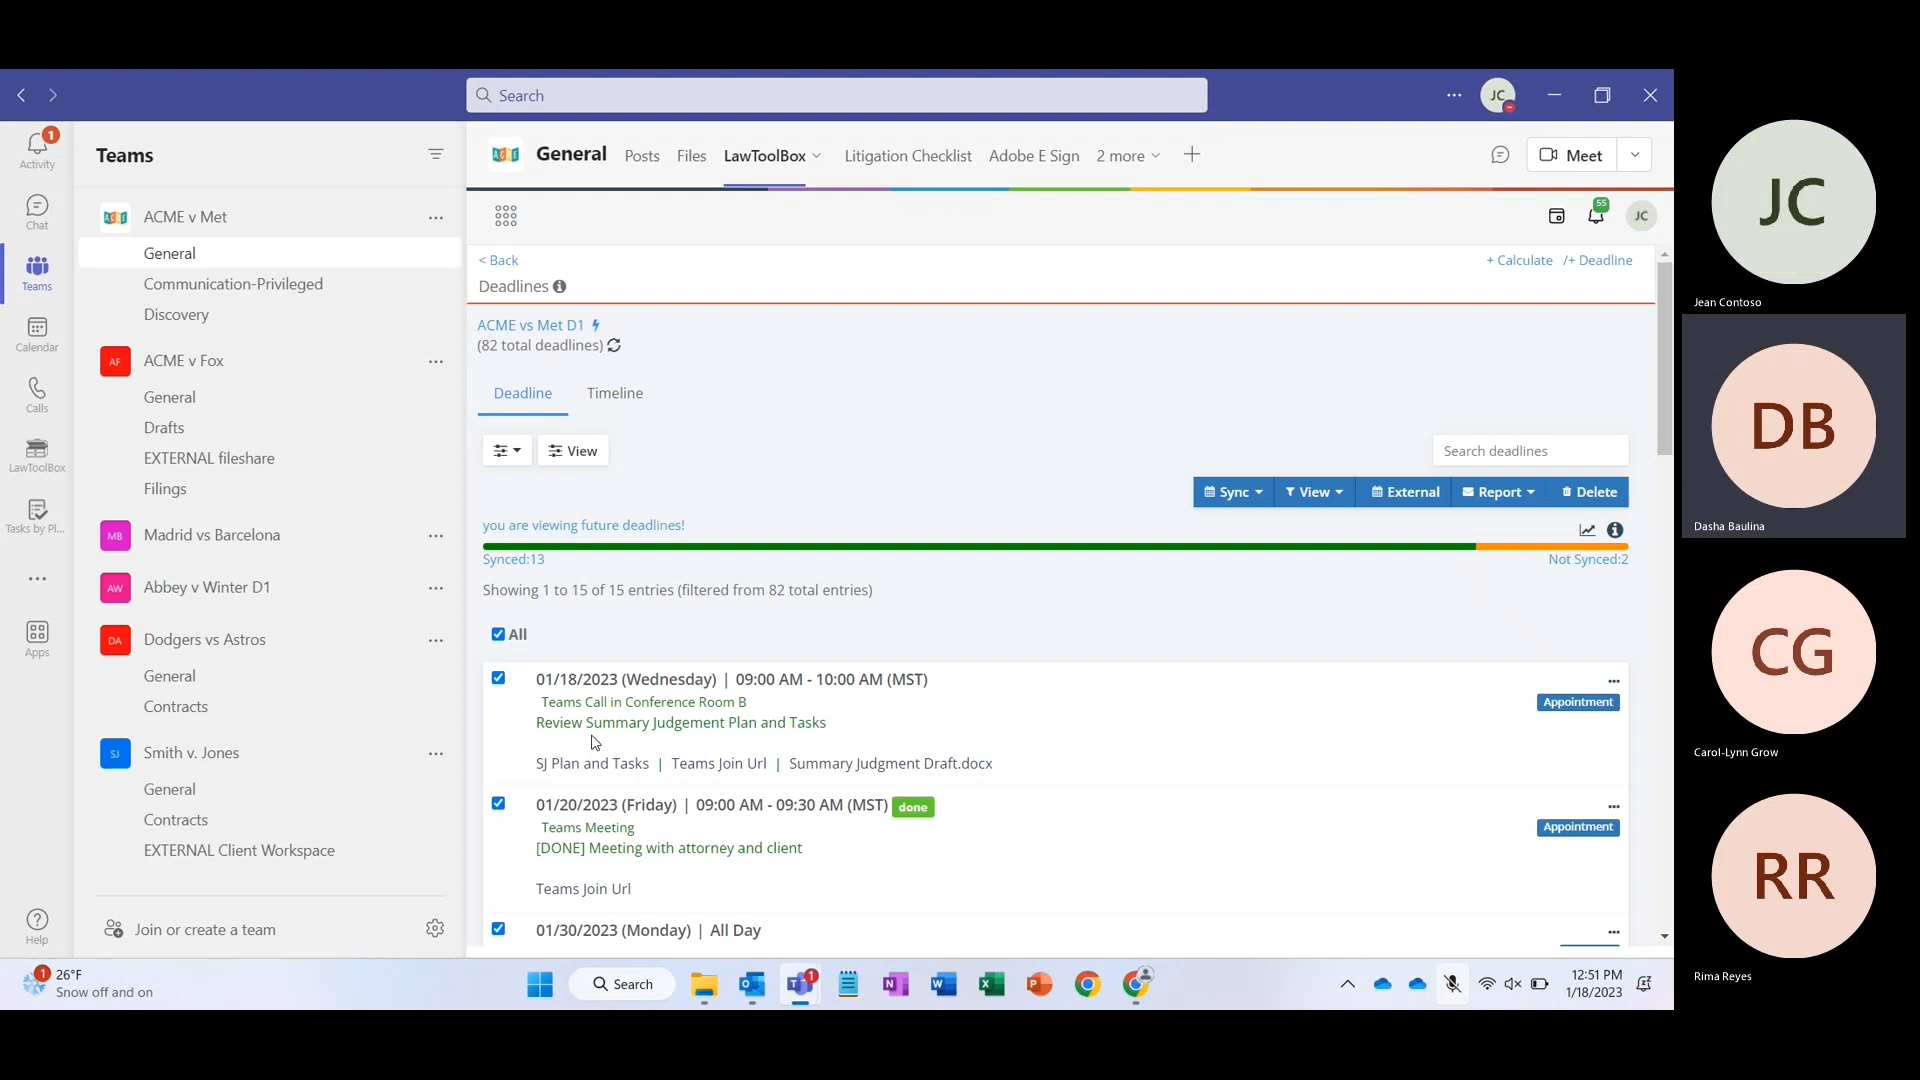 Search
JC
1
Activity
Chat
Teams
Calendar
Calls
LawToolBox
Tasks by Pl...
Apps
Help
Teams
ACME v Met
General
Communication-Privileged
Discovery
AF
ACME v Fox
General
Drafts
EXTERNAL fileshare
Filings
MB
Madrid vs Barcelona
AW
Abbey v Winter D1
DA
Dodgers vs Astros
General
Contracts
SJ
Smith v. Jones
General
Contracts
EXTERNAL Client Workspace
Join or create a team
ACME
General
Posts
Files
LawToolBox
Litigation Checklist
Adobe E Sign
2 more
Meet
55
JC
< Back
+ Calculate /+ Deadline
Deadlines
ACME vs Met D1
(82 total deadlines)
Deadline
Timeline
View
Search deadlines
Sync
View
External
Report
Delete
you are viewing future deadlines!
Synced:13
Not Synced:2
Showing 1 to 15 of 15 entries (filtered from 82 total entries)
All
01/18/2023 (Wednesday) | 09:00 AM - 10:00 AM (MST)
Teams Call in Conference Room B
Appointment
Review Summary Judgement Plan and Tasks
SJ Plan and Tasks | Teams Join Url | Summary Judgment Draft.docx
01/20/2023 (Friday) | 09:00 AM - 09:30 AM (MST) done
Teams Meeting
Appointment
[DONE] Meeting with attorney and client
Teams Join Url
01/30/2023 (Monday) | All Day
1
26°F
Snow off and on
Search
1
12:51 PM
1/18/2023
JC
Jean Contoso
DB
Dasha Baulina
CG
Carol-Lynn Grow
RR
Rima Reyes